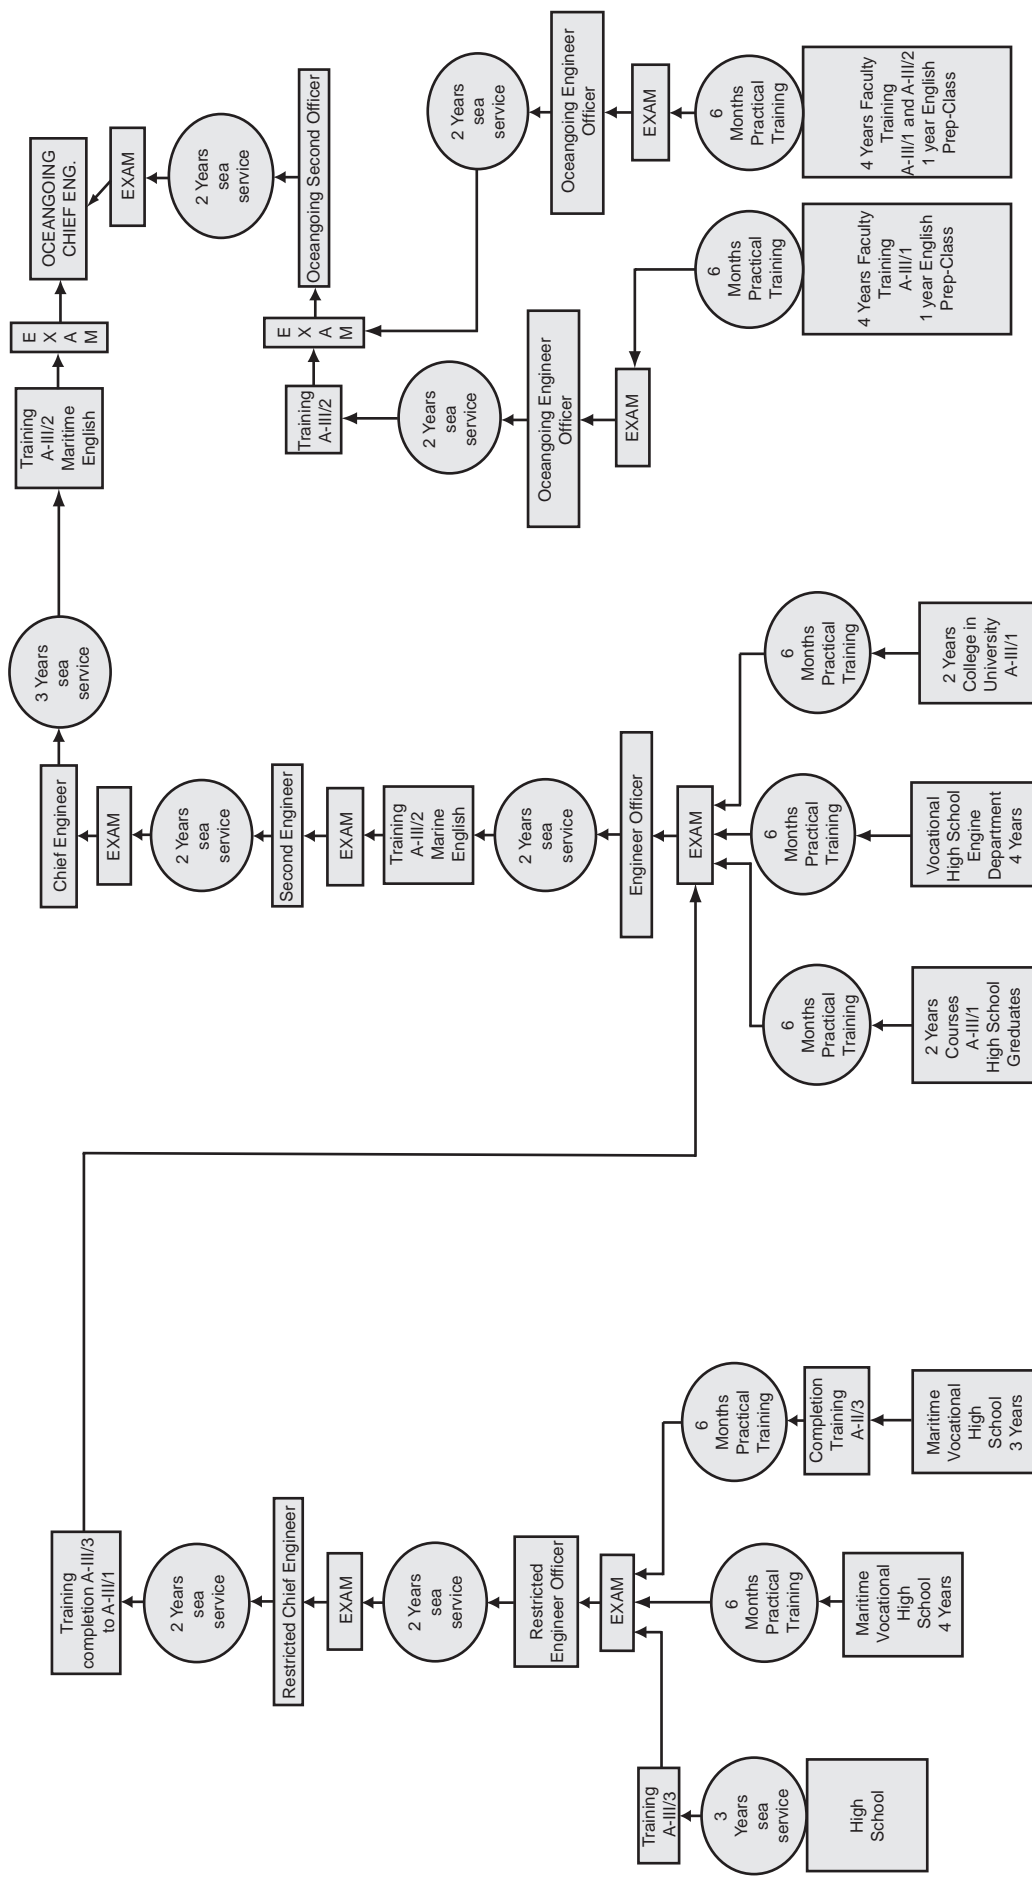 Training
completion A-III/3
to A-III/1
2 Years
sea
service
Restricted Chief Engineer
EXAM
2 Years
sea
service
Restricted
Engineer Officer
EXAM
Training
A-III/3
3
Years
sea
service
High
School
6
Months
Practical
Training
Maritime
Vocational
High
School
4 Years
6
Months
Practical
Training
Completion
Training
A-II/3
Maritime
Vocational
High
School
3 Years
Chief Engineer
EXAM
2 Years
sea
service
Second Engineer
EXAM
Training
A-III/2
Marine
English
2 Years
sea
service
Engineer Officer
EXAM
6
Months
Practical
Training
2 Years
Courses
A-III/1
High School
Greduates
6
Months
Practical
Training
Vocational
High School
Engine
Department
4 Years
6
Months
Practical
Training
2 Years
College in
University
A-III/1
3 Years
sea
service
Training
A-III/2
Maritime
English
E
X
A
M
OCEANGOING
CHIEF ENG.
EXAM
2 Years
sea
service
Oceangoing Second Officer
E
X
A
M
Training
A-III/2
2 Years
sea
service
Oceangoing Engineer
Officer
EXAM
6
Months
Practical
Training
4 Years Faculty
Training
A-III/1
1 year English
Prep-Class
2 Years
sea
service
Oceangoing Engineer
Officer
EXAM
6
Months
Practical
Training
4 Years Faculty
Training
A-III/1 and A-III/2
1 year English
Prep-Class